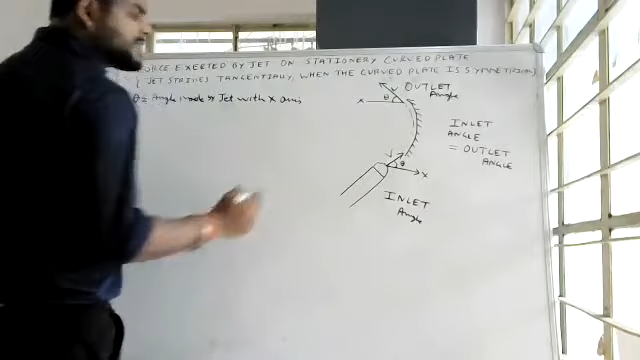 FORCE EXERTED BY JET ON STATIONERY CURVED PLATE
( JET STRIKES TANGENTIALLY, WHEN THE CURVED PLATE IS SYMMETRICAL)
θ = Angle made by Jet with x axis
V OUTLET
Angle
x θ
INLET
ANGLE
= OUTLET
ANGLE
V θ
x
INLET
Angle